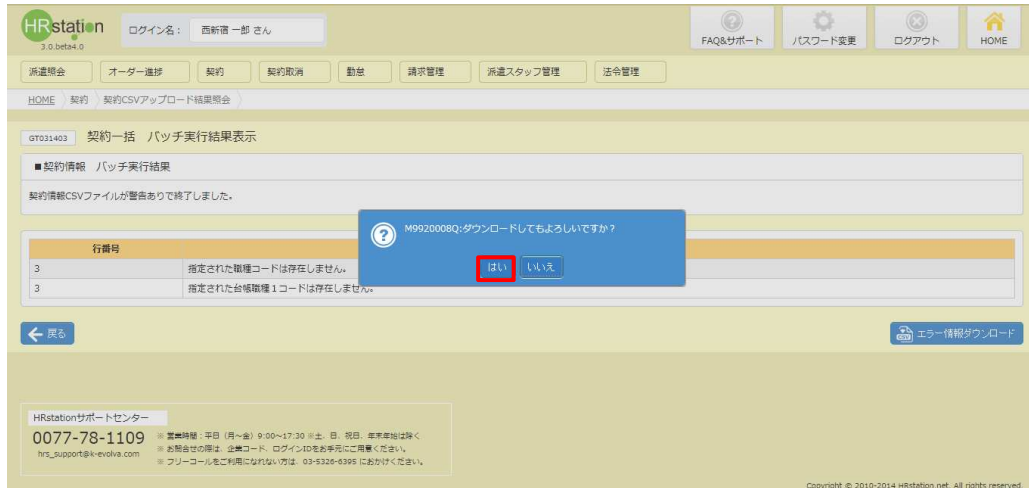 HRstation
3.0.beta4.0
ログイン名： 西新宿 一郎 さん
FAQ&サポート
パスワード変更
ログアウト
HOME
派遣照会 オーダー進捗 契約 契約取消 勤怠 請求管理 派遣スタッフ管理 法令管理
HOME 契約 契約CSVアップロード結果照会
GT031403 契約一括 バッチ実行結果表示
■契約情報 バッチ実行結果
契約情報CSVファイルが警告ありで終了しました。
M9920008Q:ダウンロードしてもよろしいですか？
はい いいえ
行番号
3 指定された職種コードは存在しません。
3 指定された台帳職種１コードは存在しません。
戻る
CSV エラー情報ダウンロード
HRstationサポートセンター
0077-78-1109
hrs_support@k-evolva.com
※ 営業時間：平日（月～金）9:00～17:30 ※土、日、祝日、年末年始は除く
※ お問合せの際は、企業コード、ログインIDをお手元にご用意ください。
※ フリーコールをご利用になれない方は、03-5326-6395 におかけください。
Copyright © 2010-2014 HRstation.net. All rights reserved.